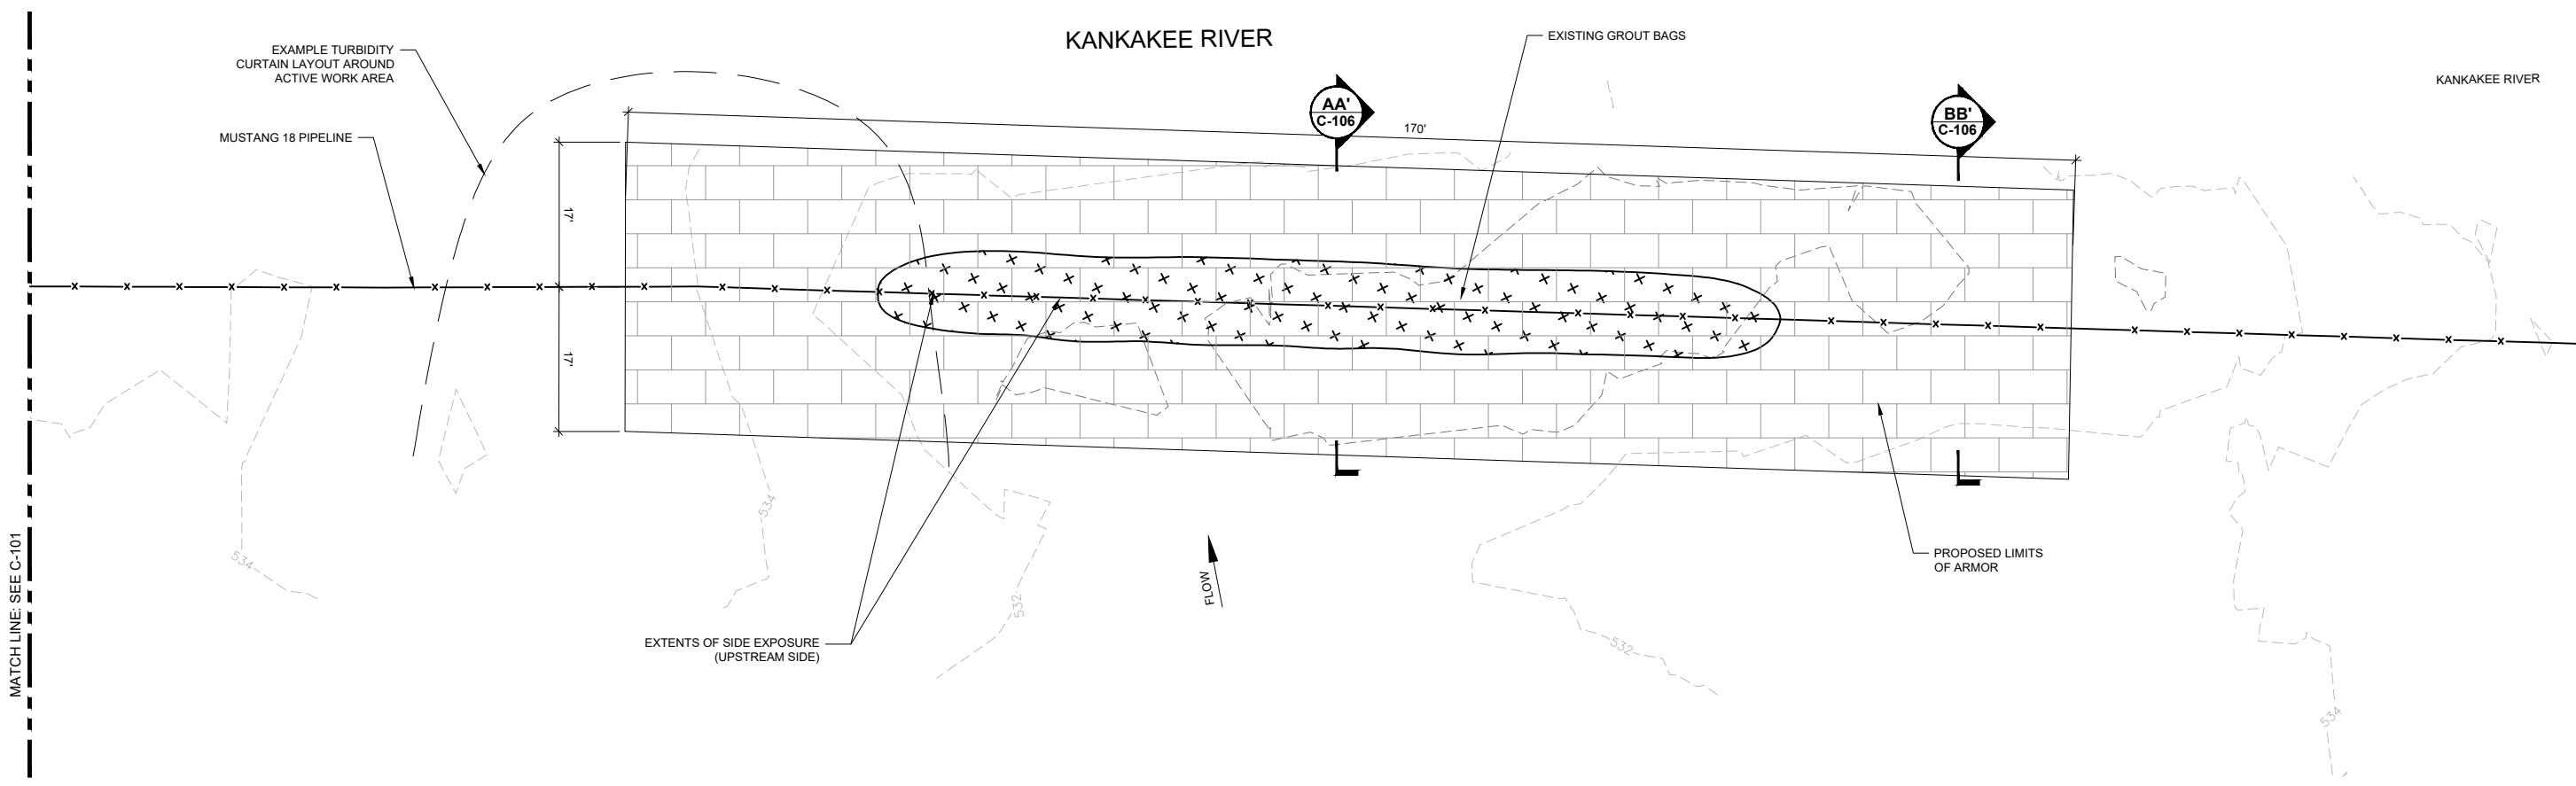 KANKAKEE RIVER
EXISTING GROUT BAGS
EXAMPLE TURBIDITY
CURTAIN LAYOUT AROUND
ACTIVE WORK AREA
KANKAKEE RIVER
AA'
C-106
BB'
C-106
170'
MUSTANG 18 PIPELINE
17'
17'
534
534
532
FLOW
PROPOSED LIMITS
OF ARMOR
EXTENTS OF SIDE EXPOSURE
(UPSTREAM SIDE)
532
534
MATCH LINE: SEE C-101